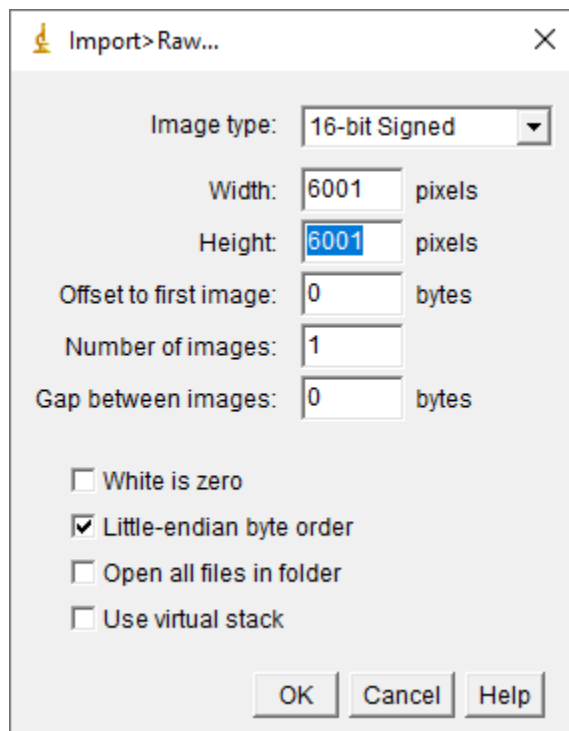 Import>Raw...
Image type: 16-bit Signed
Width: 6001 pixels
Height: 6001 pixels
Offset to first image: 0 bytes
Number of images: 1
Gap between images: 0 bytes
White is zero
Little-endian byte order
Open all files in folder
Use virtual stack
OK Cancel Help